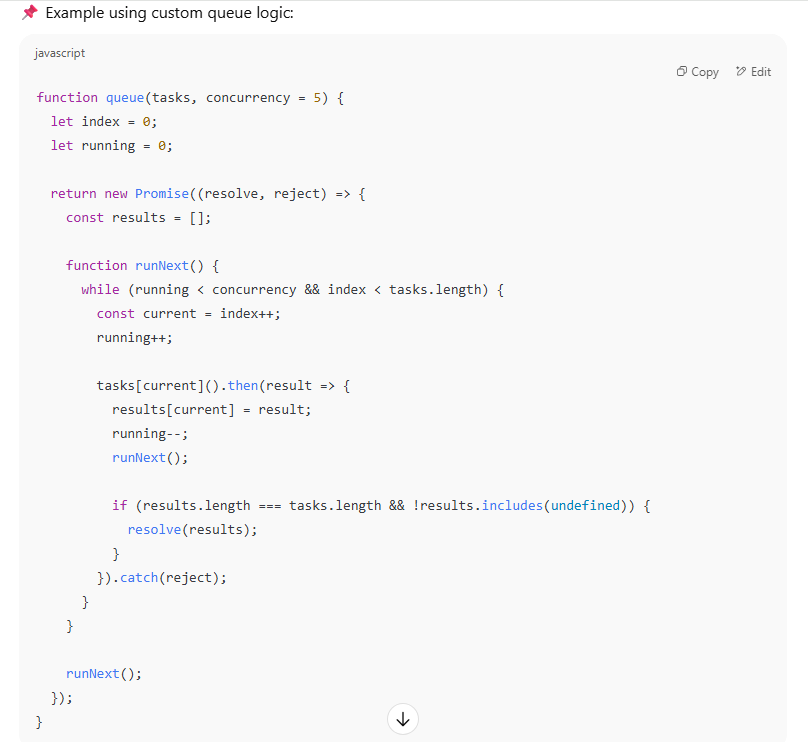 📌 Example using custom queue logic:
javascript
Copy
Edit
function queue(tasks, concurrency = 5) {
  let index = 0;
  let running = 0;

  return new Promise((resolve, reject) => {
    const results = [];

    function runNext() {
      while (running < concurrency && index < tasks.length) {
        const current = index++;
        running++;

        tasks[current]().then(result => {
          results[current] = result;
          running--;
          runNext();

          if (results.length === tasks.length && !results.includes(undefined)) {
            resolve(results);
          }
        }).catch(reject);
      }
    }

    runNext();
  });
}